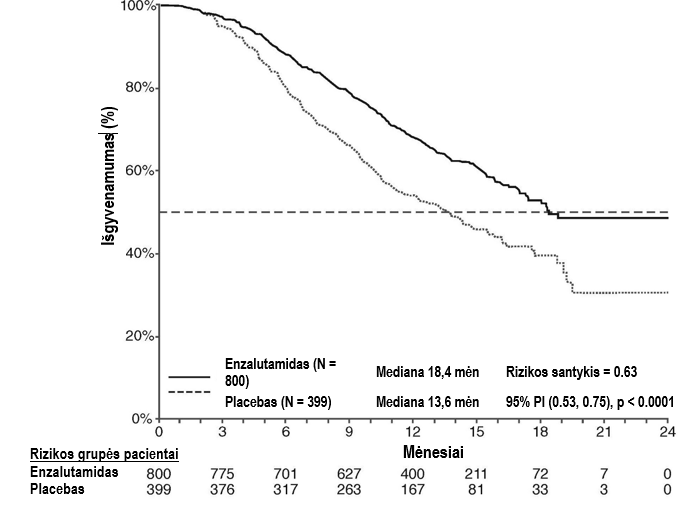 100%
80%
60%
40%
20%
0%
Išgyvenamumas (%)
Enzalutamidas (N =
800) Mediana 18,4 mėn Rizikos santykis = 0.63
Placebas (N = 399) Mediana 13,6 mėn 95% PI (0.53, 0.75), p < 0.0001
0 3 6 9 12 15 18 21 24
Mėnesiai
Rizikos grupės pacientai
Enzalutamidas 800 775 701 627 400 211 72 7 0
Placebas 399 376 317 263 167 81 33 3 0